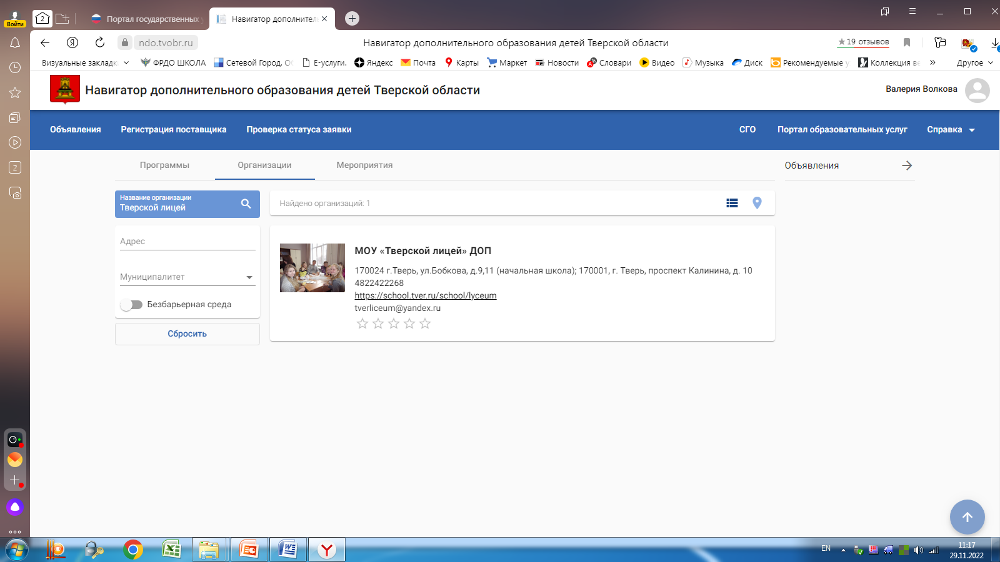 Войти
2
Портал государственных у
Навигатор дополнител
ndo.tvobr.ru
Навигатор дополнительного образования детей Тверской области
19 отзывов
Визуальные закладк
ФРДО ШКОЛА
Сетевой Город. О
Е-услуги.
Яндекс
Почта
Карты
Маркет
Новости
Словари
Видео
Музыка
Диск
Рекомендуемые у
Коллекция ве
»
Другое
Навигатор дополнительного образования детей Тверской области
Валерия Волкова
Объявления
Регистрация поставщика
Проверка статуса заявки
СГО
Портал образовательных услуг
Справка
2
Программы
Организации
Мероприятия
Объявления
Название организации
Тверской лицей
Найдено организаций: 1
Адрес
Муниципалитет
Безбарьерная среда
Сбросить
МОУ «Тверской лицей» ДОП
170024 г.Тверь, ул.Бобкова, д.9,11 (начальная школа); 170001, г. Тверь, проспект Калинина, д. 10
4822422268
https://school.tver.ru/school/lyceum
tverliceum@yandex.ru
EN
11:17
29.11.2022